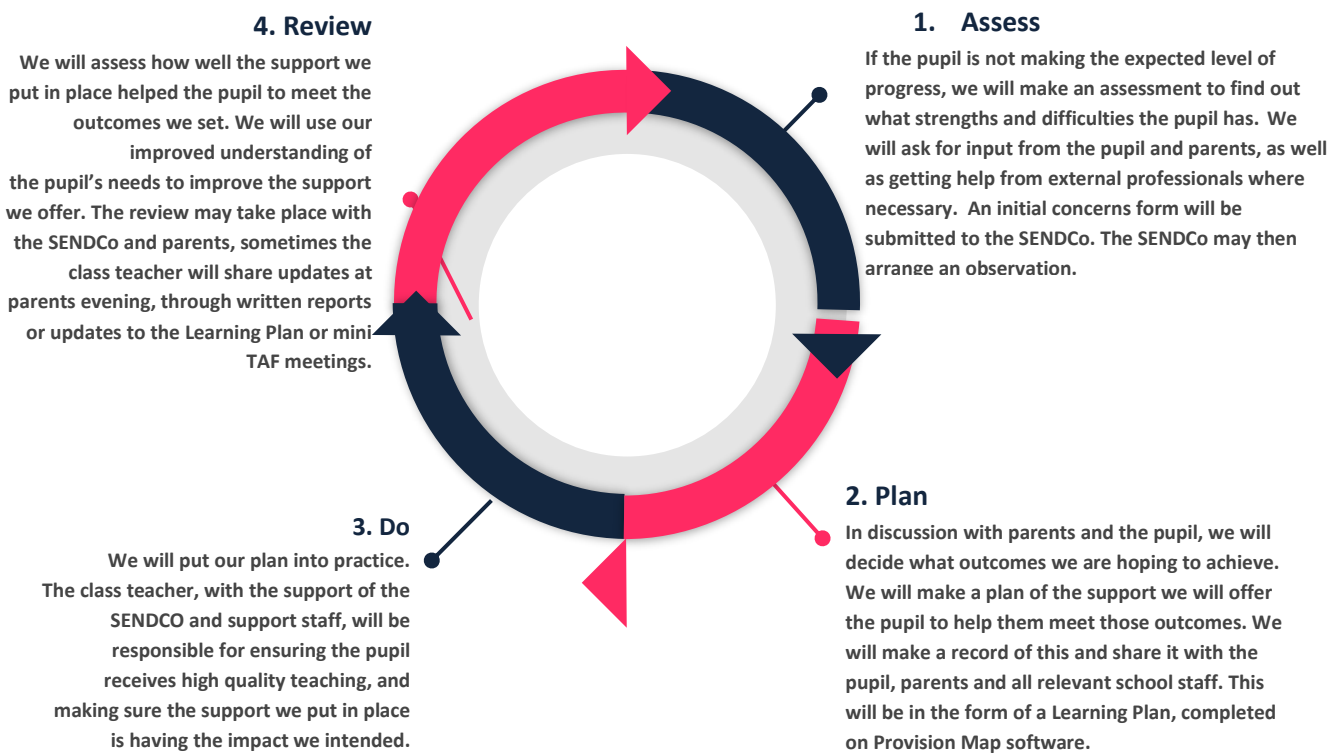 1. Assess
If the pupil is not making the expected level of
progress, we will make an assessment to find out
what strengths and difficulties the pupil has. We
will ask for input from the pupil and parents, as well
as getting help from external professionals where
necessary. An initial concerns form will be
submitted to the SENDCo. The SENDCo may then
arrange an observation.
2. Plan
In discussion with parents and the pupil, we will
decide what outcomes we are hoping to achieve.
We will make a plan of the support we will offer
the pupil to help them meet those outcomes. We
will make a record of this and share it with the
pupil, parents and all relevant school staff. This
will be in the form of a Learning Plan, completed
on Provision Map software.
3. Do
We will put our plan into practice.
The class teacher, with the support of the
SENDCO and support staff, will be
responsible for ensuring the pupil
receives high quality teaching, and
making sure the support we put in place
is having the impact we intended.
4. Review
We will assess how well the support we
put in place helped the pupil to meet the
outcomes we set. We will use our
improved understanding of
the pupil's needs to improve the support
we offer. The review may take place with
the SENDCo and parents, sometimes the
class teacher will share updates at
parents evening, through written reports
or updates to the Learning Plan or mini
TAF meetings.